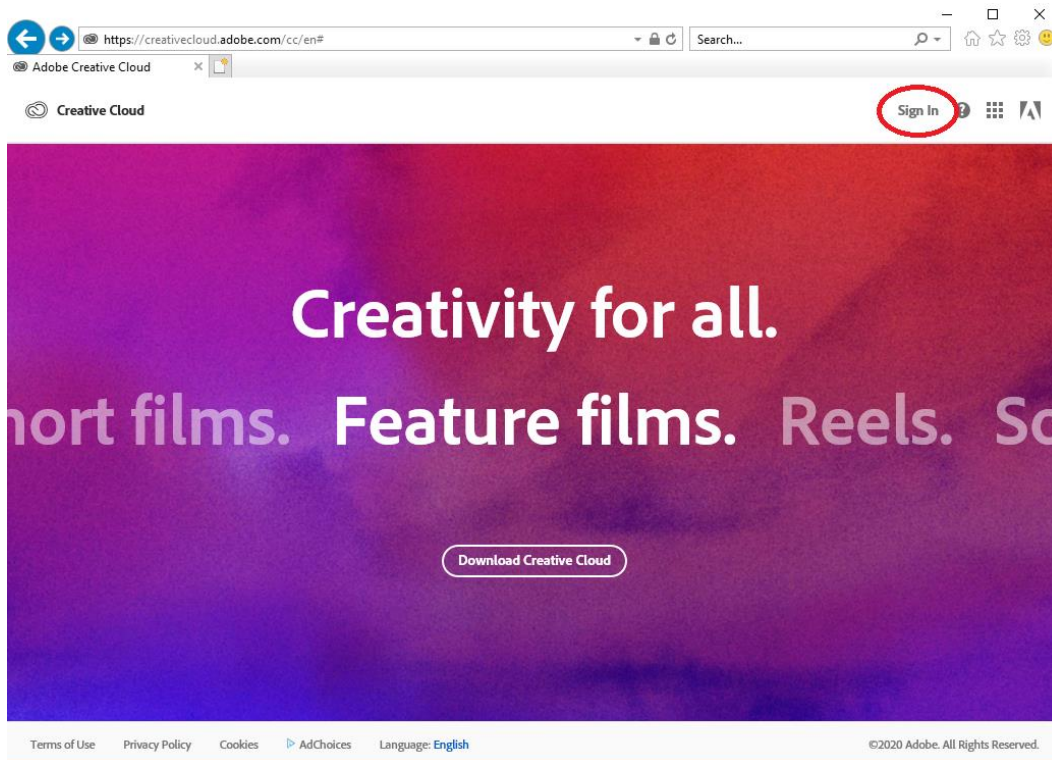 https://creativecloud.adobe.com/cc/en#
Search...
Adobe Creative Cloud
Creative Cloud
Sign In
Creativity for all.
hort films. Feature films. Reels. So
Download Creative Cloud
Terms of Use Privacy Policy Cookies AdChoices Language: English ©2020 Adobe. All Rights Reserved.